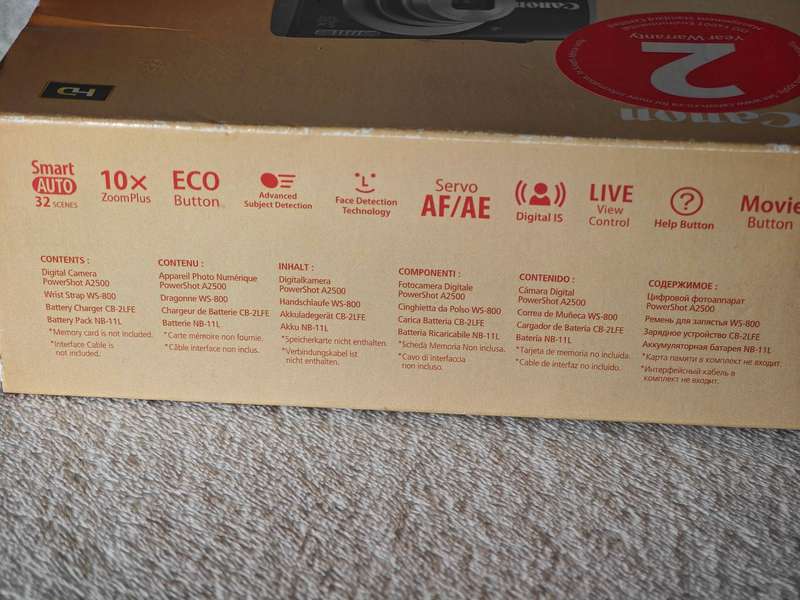 Canon
2
year Warranty
Canon
HD
Smart
AUTO
32 SCENES
10x
ZoomPlus
ECO
Button
Advanced
Subject Detection
Face Detection
Technology
Servo
AF/AE
Digital IS
LIVE
View
Control
?
Help Button
Movie
Button
CONTENTS :
Digital Camera
PowerShot A2500
Wrist Strap WS-800
Battery Charger CB-2LFE
Battery Pack NB-11L
*Memory card is not included.
*Interface Cable is
not included.
CONTENU :
Appareil Photo Numérique
PowerShot A2500
Dragonne WS-800
Chargeur de Batterie CB-2LFE
Batterie NB-11L
*Carte mémoire non fournie.
*Câble interface non inclus.
INHALT :
Digitalkamera
PowerShot A2500
Handschlaufe WS-800
Akkuladegerät CB-2LFE
Akku NB-11L
*Speicherkarte nicht enthalten.
*Verbindungskabel ist
nicht enthalten.
COMPONENTI :
Fotocamera Digitale
PowerShot A2500
Cinghietta da Polso WS-800
Carica Batteria CB-2LFE
Batteria Ricaricabile NB-11L
*Scheda Memoria Non inclusa.
*Cavo di interfaccia
non incluso.
CONTENIDO :
Cámara Digital
PowerShot A2500
Correa de Muñeca WS-800
Cargador de Batería CB-2LFE
Batería NB-11L
*Tarjeta de memoria no incluida.
*Cable de interfaz no incluido.
СОДЕРЖИМОЕ :
Цифровой фотоаппарат
PowerShot A2500
Ремень для запястья WS-800
Зарядное устройство CB-2LFE
Аккумуляторная батарея NB-11L
*Карта памяти в комплект не входит.
*Интерфейсный кабель в
комплект не входит.